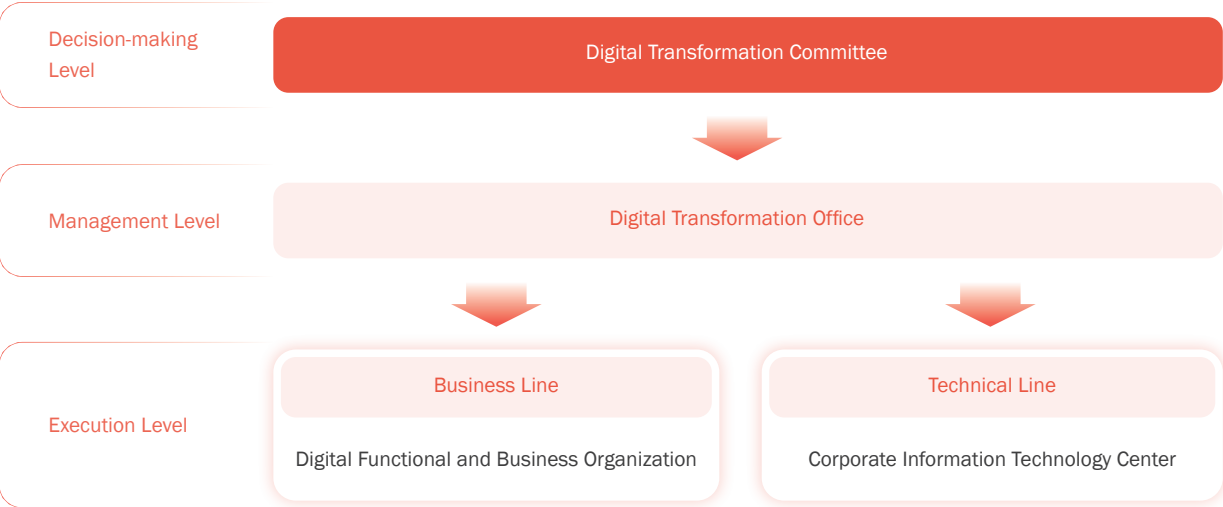 Decision-making
Level
Digital Transformation Committee
Management Level
Digital Transformation Office
Execution Level
Business Line
Digital Functional and Business Organization
Technical Line
Corporate Information Technology Center